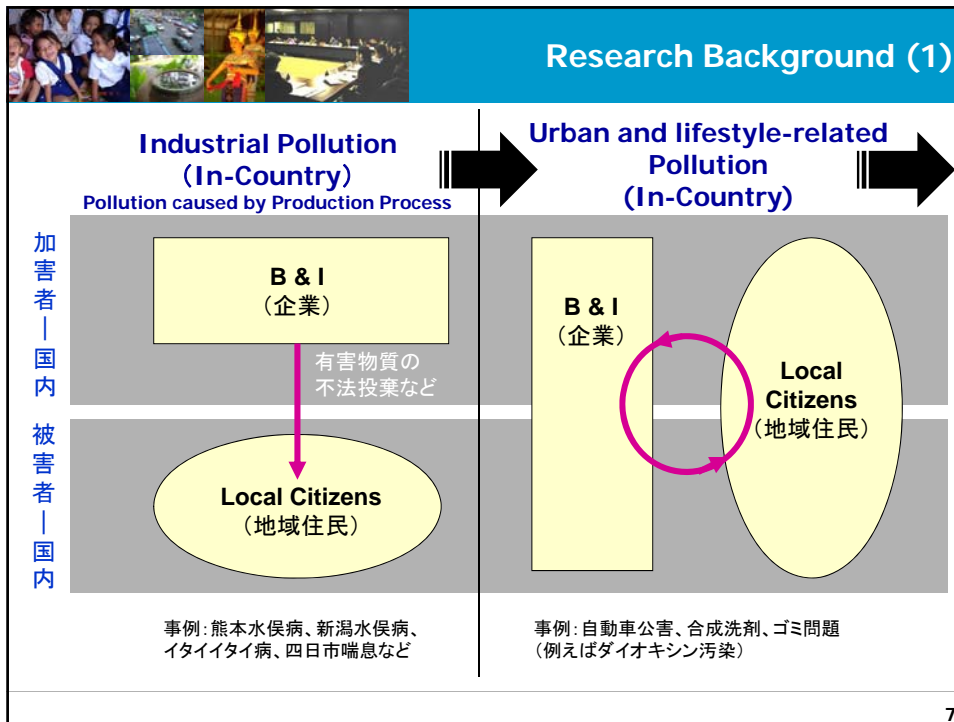 Research Background (1)
Industrial Pollution
(In-Country)
Pollution caused by Production Process
Urban and lifestyle-related
Pollution
(In-Country)
加害者―国内
B & I
（企業）
有害物質の
不法投棄など
被害者―国内
Local Citizens
（地域住民）
B & I
（企業）
Local
Citizens
（地域住民）
事例：熊本水俣病、新潟水俣病、
イタイイタイ病、四日市喘息など
事例：自動車公害、合成洗剤、ゴミ問題
（例えばダイオキシン汚染）
7